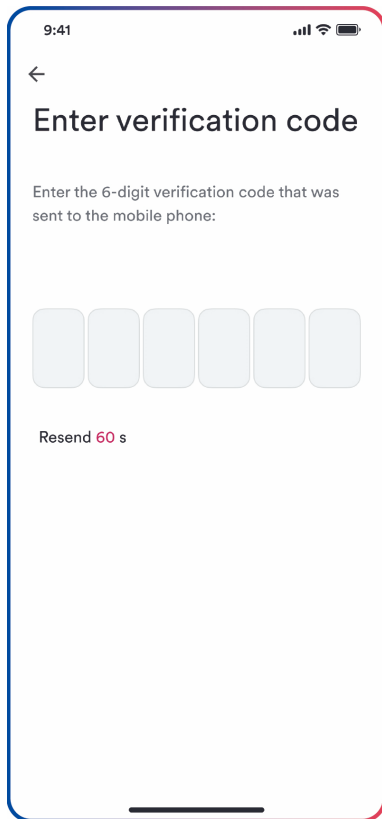 9:41
Enter verification code
Enter the 6-digit verification code that was
sent to the mobile phone:
Resend 60 s